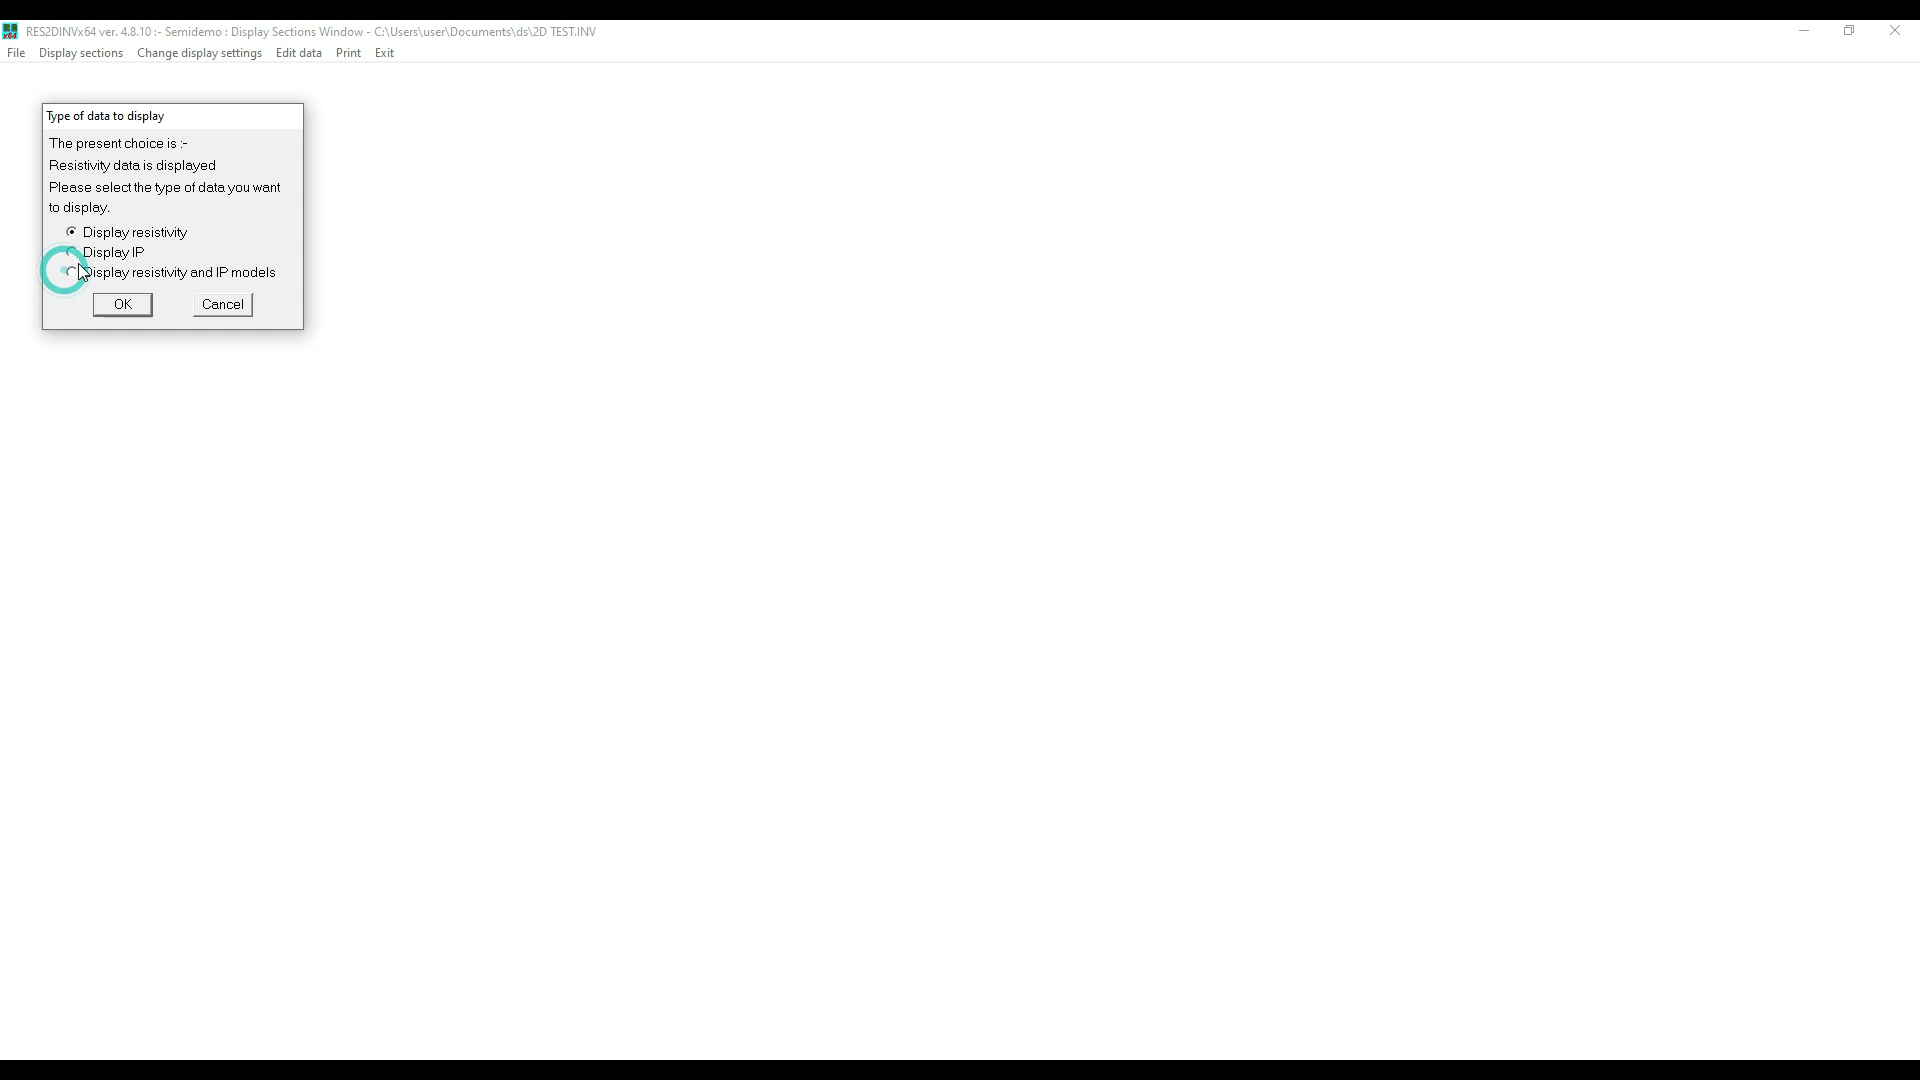 RES2DINVx64 ver. 4.8.10 :- Semidemo : Display Sections Window - C:\Users\user\Documents\ds\2D TEST.INV
File Display sections Change display settings Edit data Print Exit
Type of data to display
The present choice is :-
Resistivity data is displayed
Please select the type of data you want
to display.
Display resistivity
Display IP
Display resistivity and IP models
OK Cancel